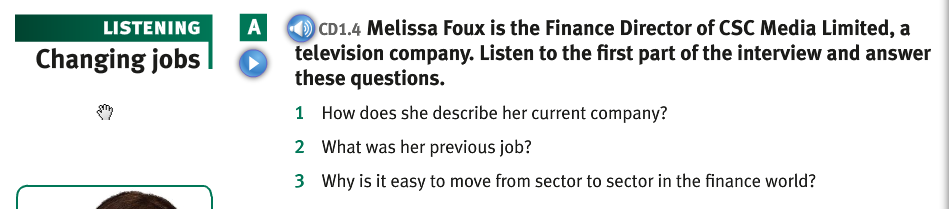 LISTENING
Changing jobs
A
CD1.4 Melissa Foux is the Finance Director of CSC Media Limited, a
television company. Listen to the first part of the interview and answer
these questions.
1 How does she describe her current company?
2 What was her previous job?
3 Why is it easy to move from sector to sector in the finance world?